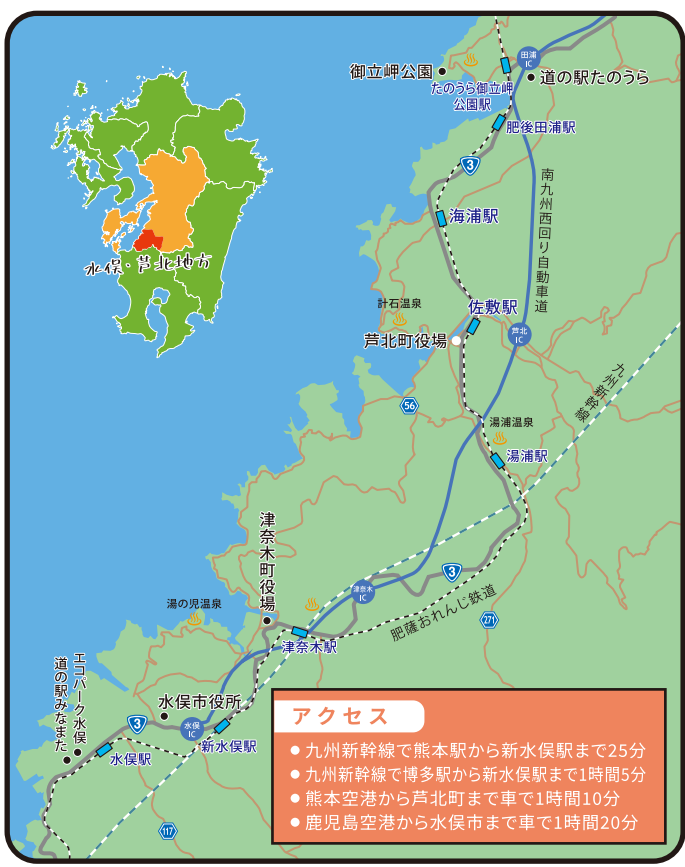 御立岬公園
田浦
IC
道の駅たのうら
たのうら御立岬
公園駅
肥後田浦駅
3
海浦駅
南九州西回り自動車道
水俣・芦北地方
計石温泉
佐敷駅
芦北町役場
芦北
IC
九州新幹線
56
湯浦温泉
湯浦駅
津奈木町役場
津奈木
IC
3
肥薩おれんじ鉄道
湯の児温泉
271
津奈木駅
エコパーク水俣
道の駅みなまた
水俣市役所
3
水俣
IC
新水俣駅
水俣駅
117
アクセス
● 九州新幹線で熊本駅から新水俣駅まで25分
● 九州新幹線で博多駅から新水俣駅まで1時間5分
● 熊本空港から芦北町まで車で1時間10分
● 鹿児島空港から水俣市まで車で1時間20分